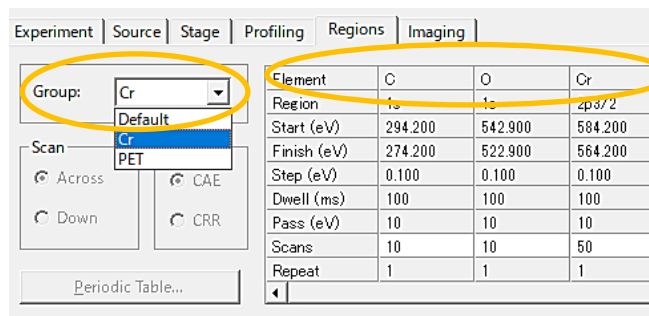 Experiment Source Stage Profiling Regions Imaging
Group: Cr
Default
Cr
PET
Scan
Across CAE
Down CRR
Periodic Table...
Element C O Cr
Region 1s 1s 2p3/2
Start (eV) 294.200 542.900 584.200
Finish (eV) 274.200 522.900 564.200
Step (eV) 0.100 0.100 0.100
Dwell (ms) 100 100 100
Pass (eV) 10 10 10
Scans 10 10 50
Repeat 1 1 1